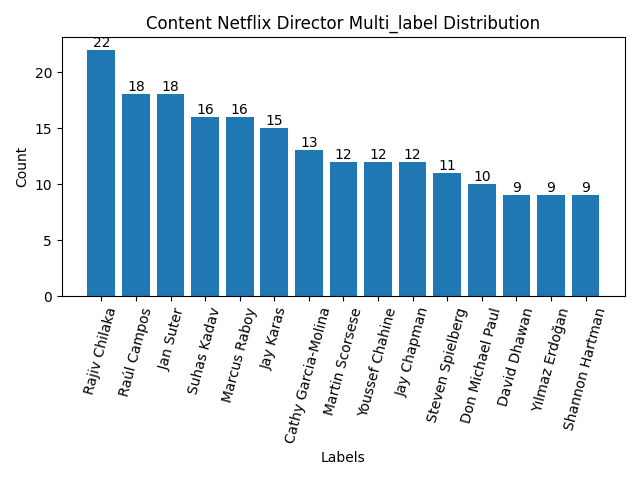 Content Netflix Director Multi_label Distribution
Count
20
15
10
5
0
22
18
18
16
16
15
13
12
12
12
11
10
9
9
9
Rajiv Chilaka
Raúl Campos
Jan Suter
Suhas Kadav
Marcus Raboy
Jay Karas
Cathy Garcia-Molina
Martin Scorsese
Youssef Chahine
Jay Chapman
Steven Spielberg
Don Michael Paul
David Dhawan
Yılmaz Erdoğan
Shannon Hartman
Labels